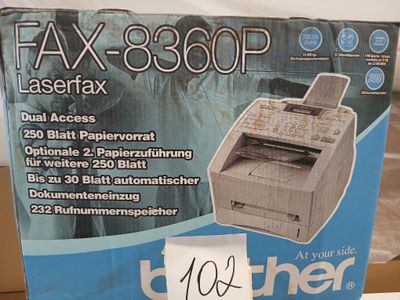 FAX-8360P
Laserfax
Dual Access
250 Blatt Papiervorrat
Optionale 2. Papierzuführung
für weitere 250 Blatt
Bis zu 30 Blatt automatischer
Dokumenteneinzug
232 Rufnummernspeicher
At your side.
brother®
102